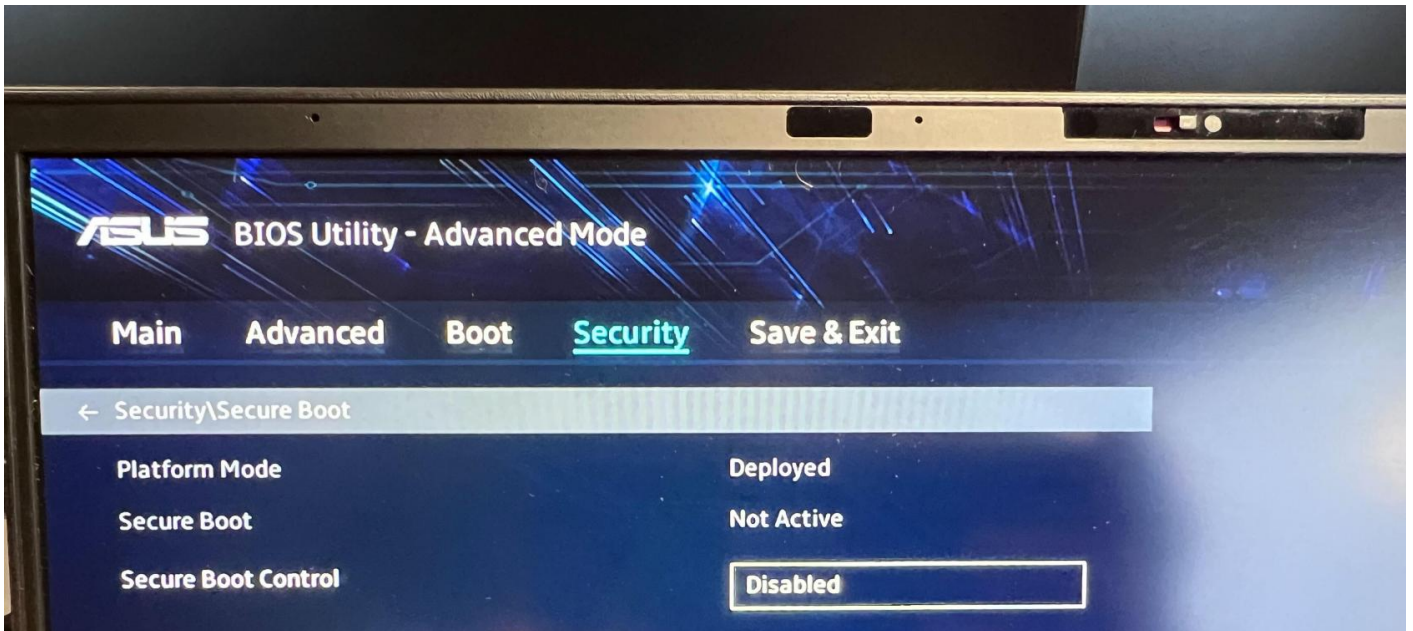 ASUS BIOS Utility - Advanced Mode
Main Advanced Boot Security Save & Exit
← Security\Secure Boot
Platform Mode Deployed
Secure Boot Not Active
Secure Boot Control Disabled